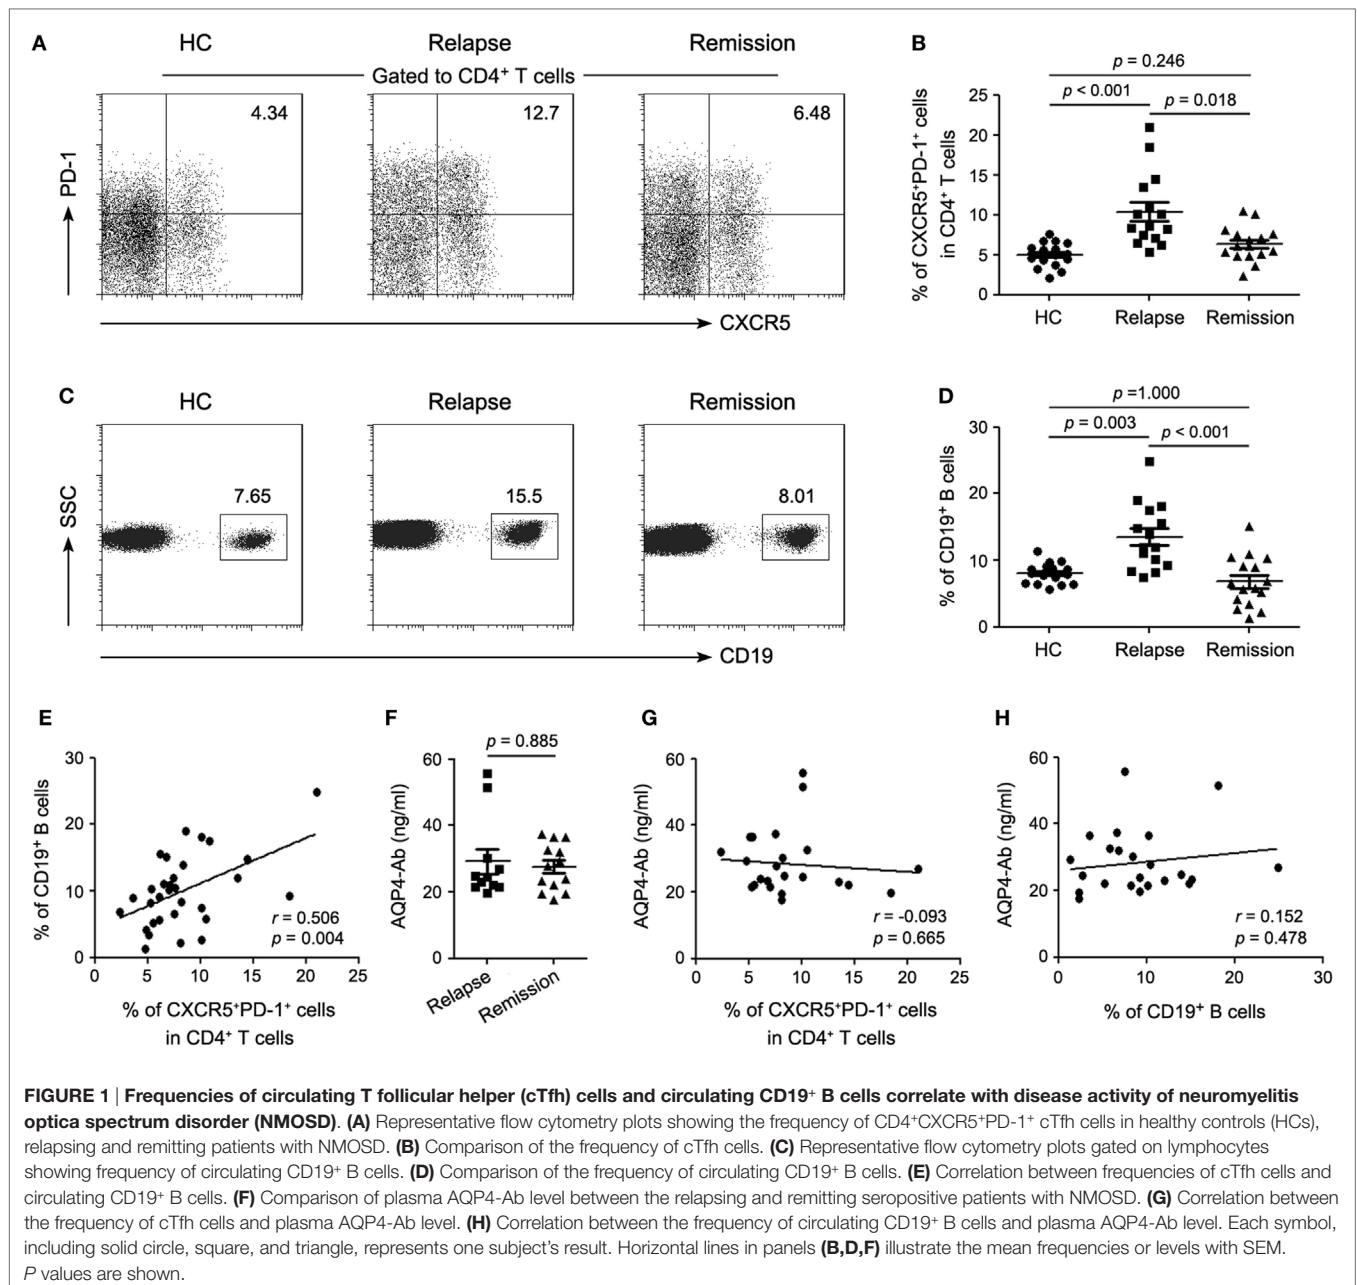 A
HC
Relapse
Remission
Gated to CD4⁺ T cells
4.34
12.7
6.48
PD-1
CXCR5
B
p = 0.246
p < 0.001
p = 0.018
% of CXCR5⁺PD-1⁺ cells
in CD4⁺ T cells
25
20
15
10
5
0
HC
Relapse
Remission
C
HC
Relapse
Remission
7.65
15.5
8.01
SSC
CD19
D
p =1.000
p = 0.003
p < 0.001
% of CD19⁺ B cells
30
20
10
0
HC
Relapse
Remission
E
% of CD19⁺ B cells
30
20
10
0
r = 0.506
p = 0.004
0 5 10 15 20 25
% of CXCR5⁺PD-1⁺ cells
in CD4⁺ T cells
F
p = 0.885
AQP4-Ab (ng/ml)
60
40
20
0
Relapse
Remission
G
AQP4-Ab (ng/ml)
60
40
20
0
r = -0.093
p = 0.665
0 5 10 15 20 25
% of CXCR5⁺PD-1⁺ cells
in CD4⁺ T cells
H
AQP4-Ab (ng/ml)
60
40
20
0
r = 0.152
p = 0.478
0 10 20 30
% of CD19⁺ B cells
FIGURE 1 | Frequencies of circulating T follicular helper (cTfh) cells and circulating CD19⁺ B cells correlate with disease activity of neuromyelitis
optica spectrum disorder (NMOSD). (A) Representative flow cytometry plots showing the frequency of CD4⁺CXCR5⁺PD-1⁺ cTfh cells in healthy controls (HCs),
relapsing and remitting patients with NMOSD. (B) Comparison of the frequency of cTfh cells. (C) Representative flow cytometry plots gated on lymphocytes
showing frequency of circulating CD19⁺ B cells. (D) Comparison of the frequency of circulating CD19⁺ B cells. (E) Correlation between frequencies of cTfh cells and
circulating CD19⁺ B cells. (F) Comparison of plasma AQP4-Ab level between the relapsing and remitting seropositive patients with NMOSD. (G) Correlation between
the frequency of cTfh cells and plasma AQP4-Ab level. (H) Correlation between the frequency of circulating CD19⁺ B cells and plasma AQP4-Ab level. Each symbol,
including solid circle, square, and triangle, represents one subject's result. Horizontal lines in panels (B,D,F) illustrate the mean frequencies or levels with SEM.
P values are shown.